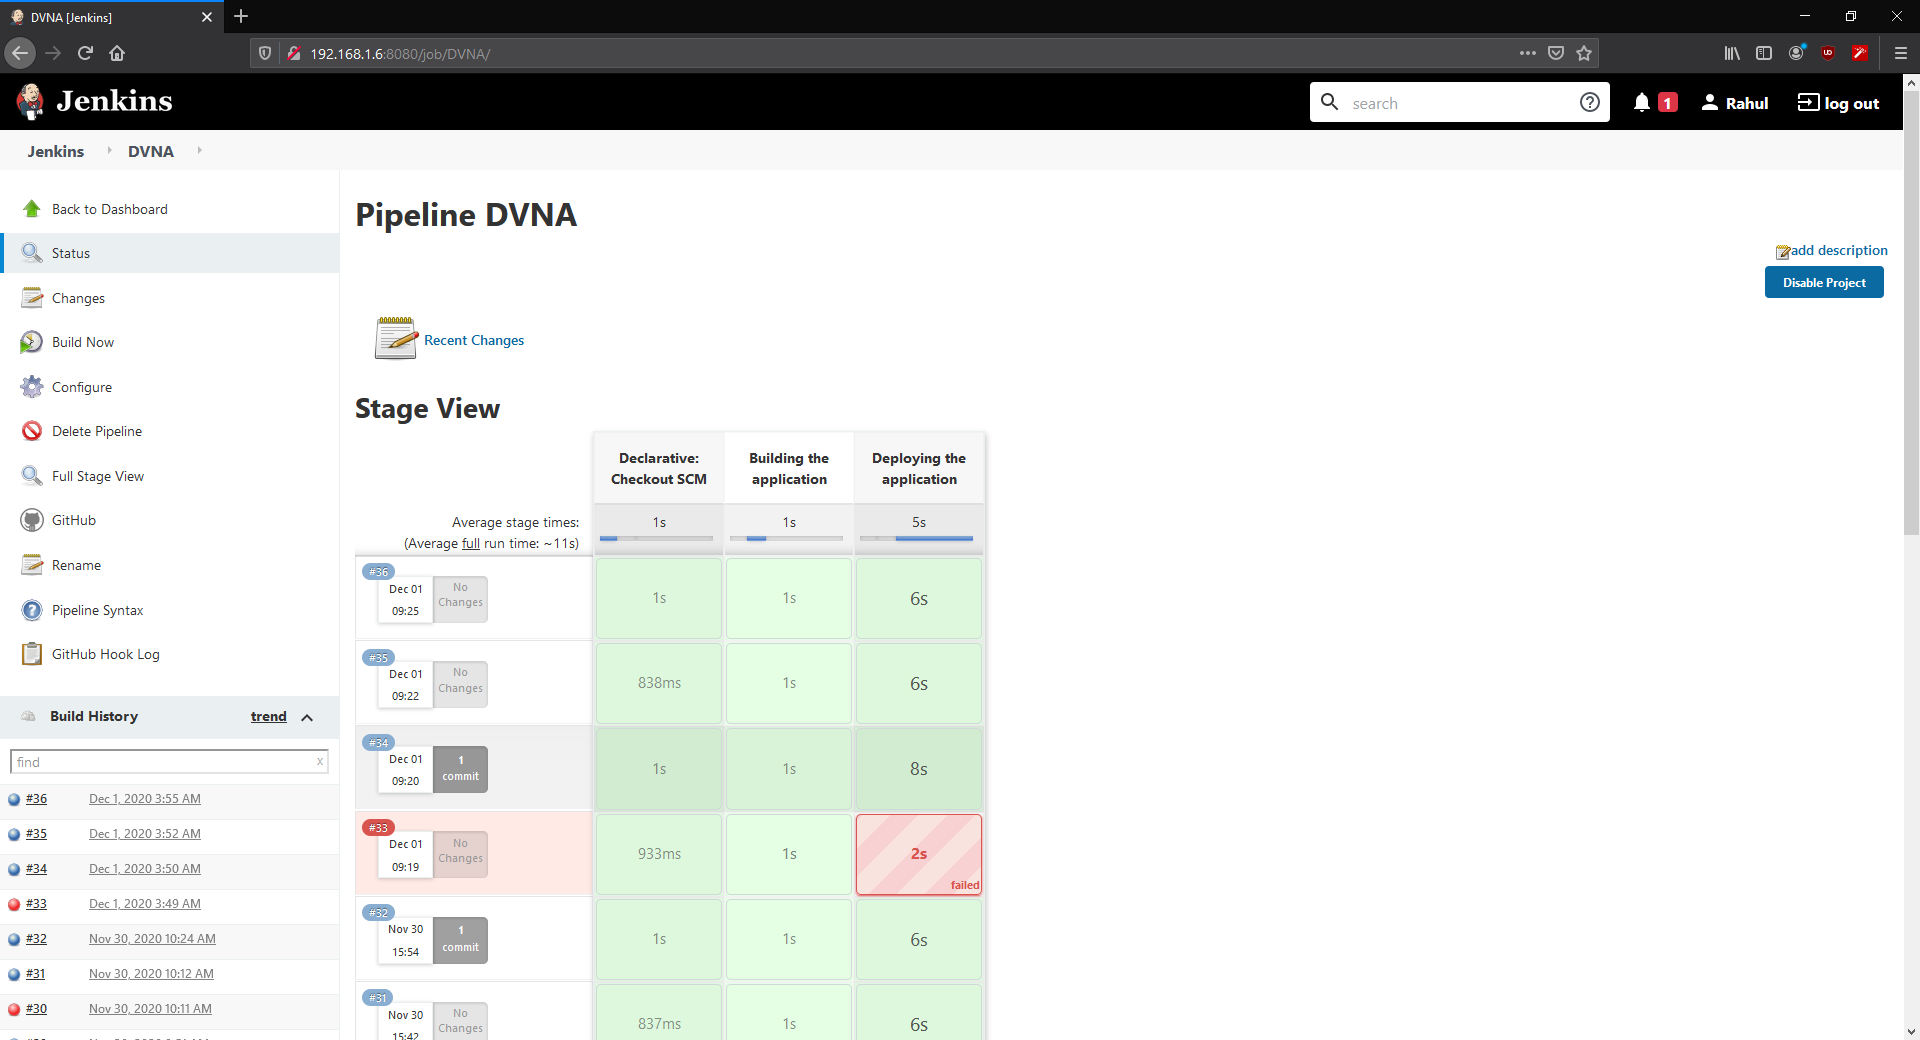 DVNA [Jenkins]
192.168.1.6:8080/job/DVNA/
Jenkins
search
1
Rahul
log out
Jenkins
DVNA
Back to Dashboard
Status
Changes
Build Now
Configure
Delete Pipeline
Full Stage View
GitHub
Rename
Pipeline Syntax
GitHub Hook Log
Build History
trend
find
x
#36 Dec 1, 2020 3:55 AM
#35 Dec 1, 2020 3:52 AM
#34 Dec 1, 2020 3:50 AM
#33 Dec 1, 2020 3:49 AM
#32 Nov 30, 2020 10:24 AM
#31 Nov 30, 2020 10:12 AM
#30 Nov 30, 2020 10:11 AM
Pipeline DVNA
add description
Disable Project
Recent Changes
Stage View
Declarative:
Checkout SCM
Building the
application
Deploying the
application
Average stage times:
(Average full run time: ~11s)
1s
1s
5s
#36
Dec 01
09:25
No
Changes
1s
1s
6s
#35
Dec 01
09:22
No
Changes
838ms
1s
6s
#34
Dec 01
09:20
1
commit
1s
1s
8s
#33
Dec 01
09:19
No
Changes
933ms
1s
2s
failed
#32
Nov 30
15:54
1
commit
1s
1s
6s
#31
Nov 30
15:42
No
Changes
837ms
1s
6s